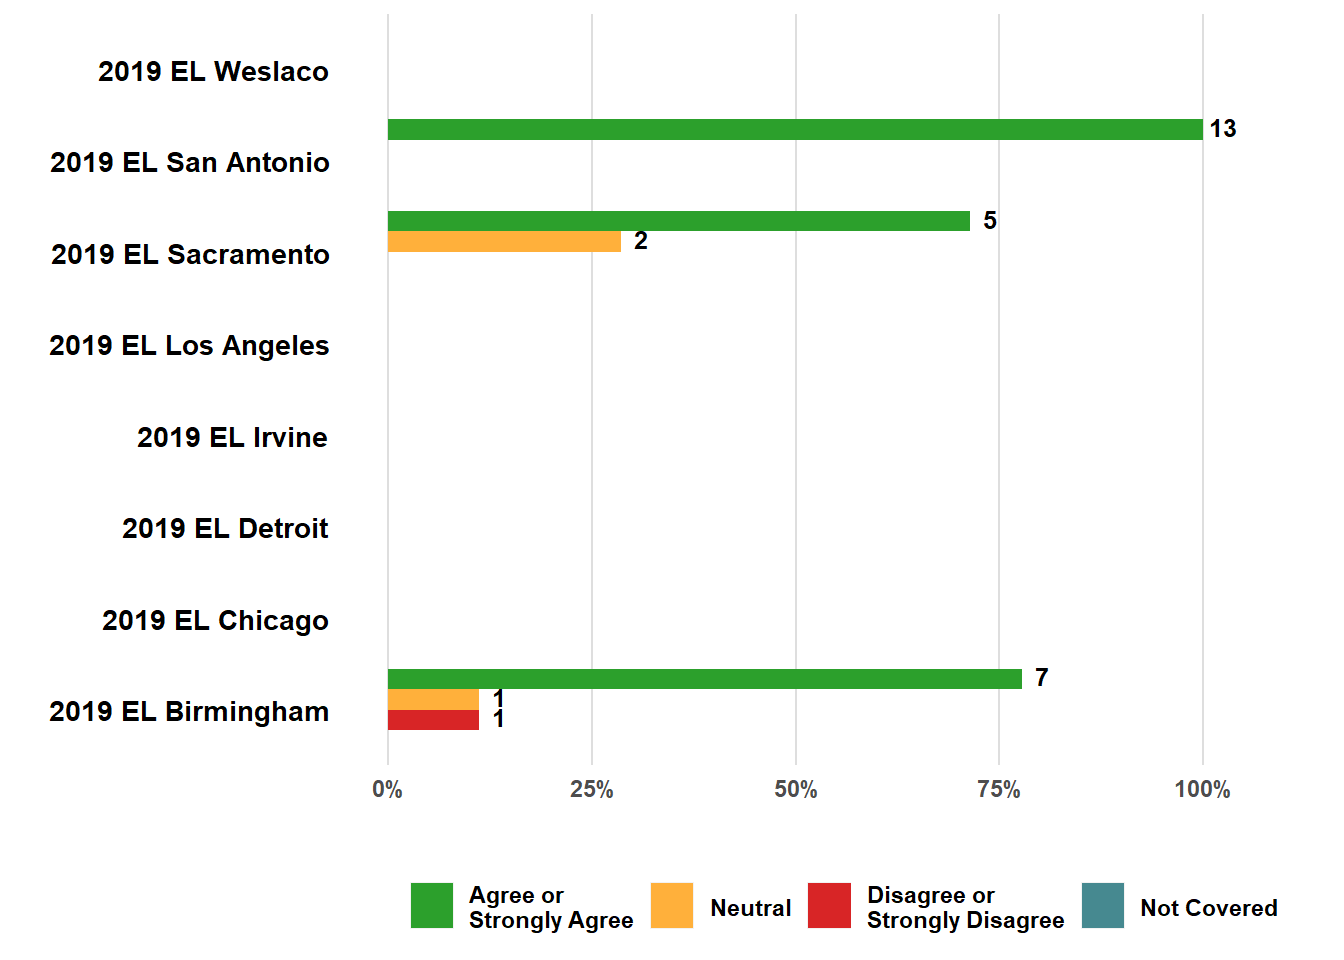 2019 EL Weslaco
13
2019 EL San Antonio
5
2
2019 EL Sacramento
2019 EL Los Angeles
2019 EL Irvine
2019 EL Detroit
2019 EL Chicago
7
1
2019 EL Birmingham
1
0% 25% 50% 75% 100%
Agree or
Strongly Agree
Neutral
Disagree or
Strongly Disagree
Not Covered